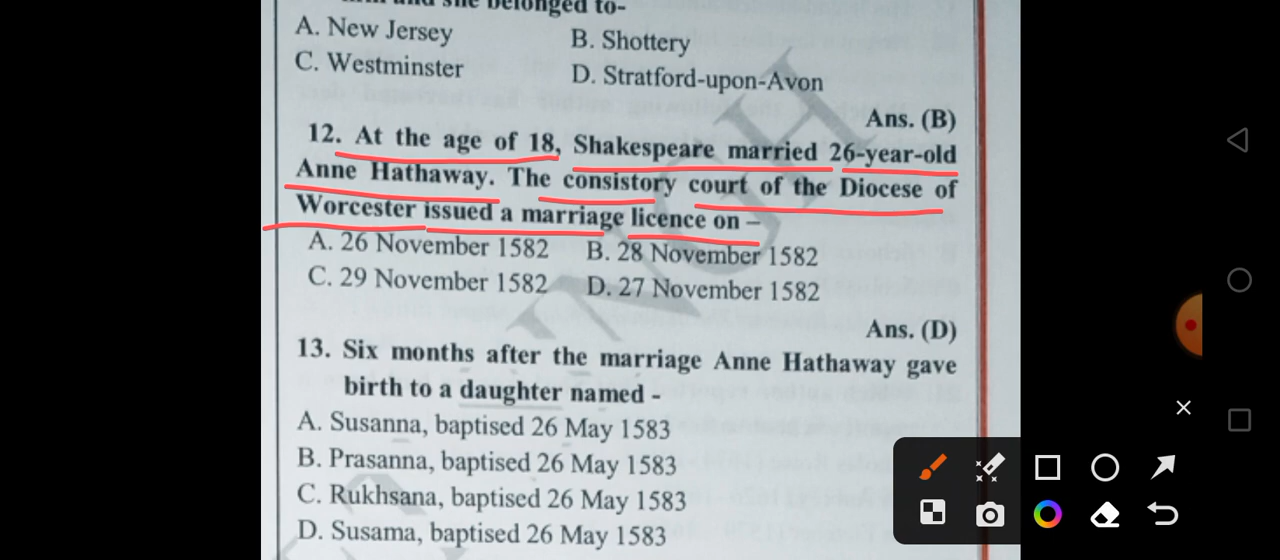 she belonged to-
A. New Jersey B. Shottery
C. Westminster D. Stratford-upon-Avon
Ans. (B)
12. At the age of 18, Shakespeare married 26-year-old
Anne Hathaway. The consistory court of the Diocese of
Worcester issued a marriage licence on –
A. 26 November 1582 B. 28 November 1582
C. 29 November 1582 D. 27 November 1582
Ans. (D)
13. Six months after the marriage Anne Hathaway gave
birth to a daughter named -
A. Susanna, baptised 26 May 1583
B. Prasanna, baptised 26 May 1583
C. Rukhsana, baptised 26 May 1583
D. Susama, baptised 26 May 1583